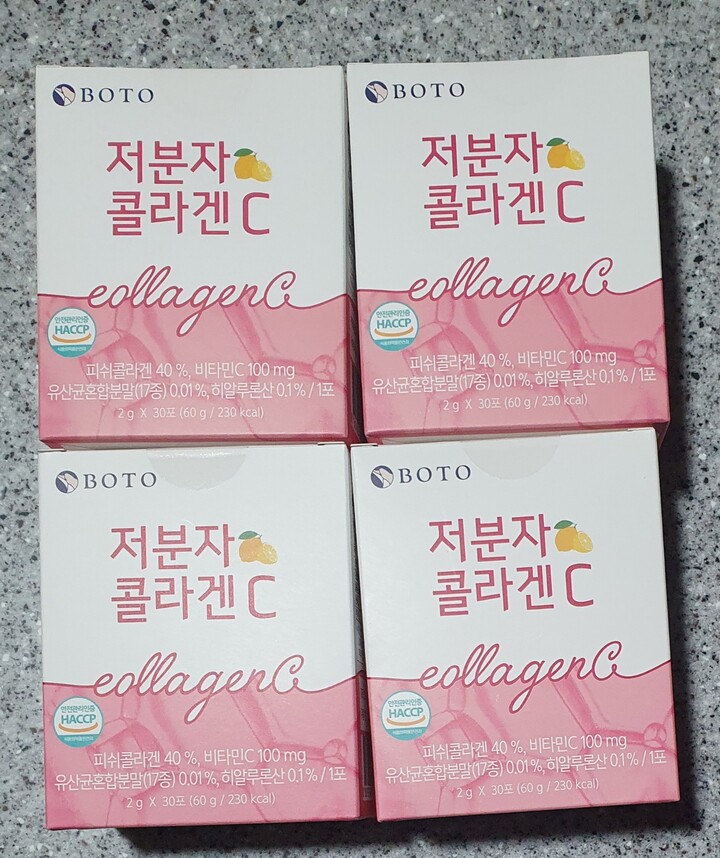 BOTO
저분자
콜라겐 C
collagen C
안전관리인증
HACCP
피쉬콜라겐 40 %, 비타민C 100 mg
유산균혼합분말(17종) 0.01%, 히알루론산 0.1% / 1포
2 g X 30포 (60 g / 230 kcal)
BOTO
저분자
콜라겐 C
collagen C
안전관리인증
HACCP
피쉬콜라겐 40 %, 비타민C 100 mg
유산균혼합분말(17종) 0.01%, 히알루론산 0.1% / 1포
2 g X 30포 (60 g / 230 kcal)
BOTO
저분자
콜라겐 C
collagen C
안전관리인증
HACCP
피쉬콜라겐 40 %, 비타민C 100 mg
유산균혼합분말(17종) 0.01%, 히알루론산 0.1% / 1포
2 g X 30포 (60 g / 230 kcal)
BOTO
저분자
콜라겐 C
collagen C
안전관리인증
HACCP
피쉬콜라겐 40 %, 비타민C 100 mg
유산균혼합분말(17종) 0.01%, 히알루론산 0.1% / 1포
2 g X 30포 (60 g / 230 kcal)